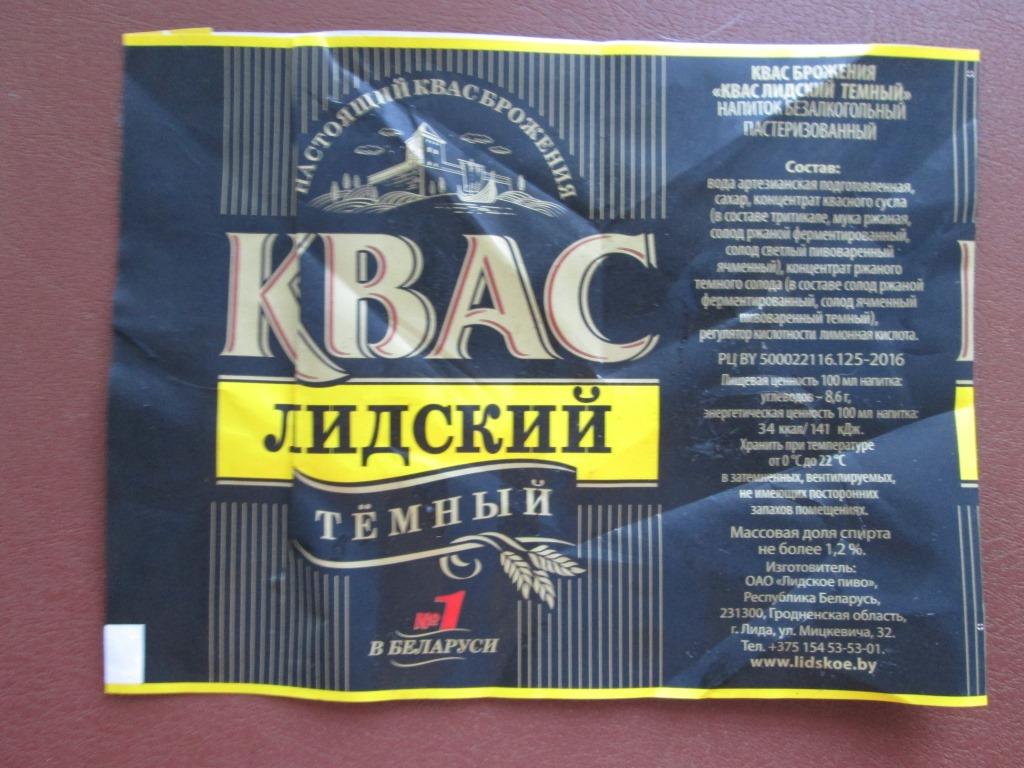 НАСТОЯЩИЙ КВАС БРОЖЕНИЯ
КВАС
ЛИДСКИЙ
ТЁМНЫЙ
№1
В БЕЛАРУСИ
КВАС БРОЖЕНИЯ
«КВАС ЛИДСКИЙ ТЕМНЫЙ»
НАПИТОК БЕЗАЛКОГОЛЬНЫЙ
ПАСТЕРИЗОВАННЫЙ
Состав:
вода артезианская подготовленная,
сахар, концентрат квасного сусла
(в составе тритикале, мука ржаная,
солод ржаной ферментированный,
солод светлый пивоваренный
ячменный), концентрат ржаного
темного солода (в составе солод ржаной
ферментированный, солод ячменный
пивоваренный темный),
регулятор кислотности лимонная кислота.
РЦ BY 500022116.125-2016
Пищевая ценность 100 мл напитка:
углеводов – 8,6 г,
энергетическая ценность 100 мл напитка:
34 ккал/ 141 кДж.
Хранить при температуре
от 0 °С до 22 °С
в затемненных, вентилируемых,
не имеющих посторонних
запахов помещениях.
Массовая доля спирта
не более 1,2 %.
Изготовитель:
ОАО «Лидское пиво»,
Республика Беларусь,
231300, Гродненская область,
г. Лида, ул. Мицкевича, 32.
Тел. +375 154 53-53-01.
www.lidskoe.by